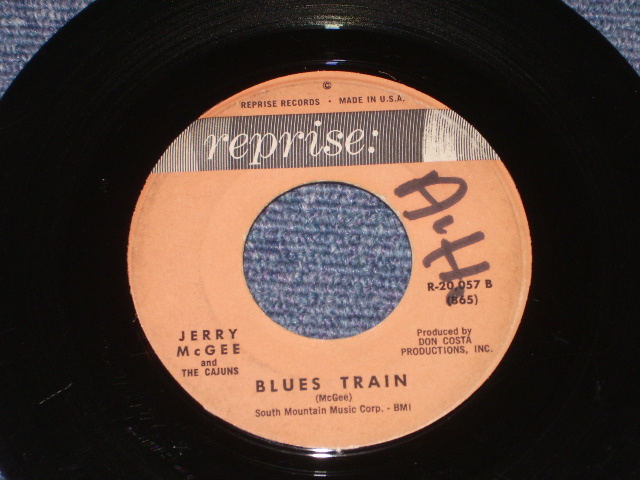 ©
REPRISE RECORDS • MADE IN U.S.A.
reprise:
A.H.
R-20,057 B
(865)
JERRY
McGEE
and
THE CAJUNS
Produced by
DON COSTA
PRODUCTIONS, INC.
BLUES TRAIN
(McGee)
South Mountain Music Corp. - BMI